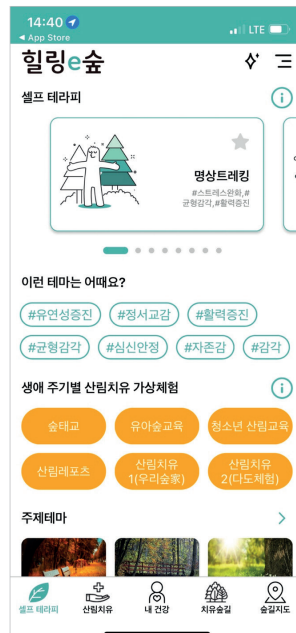 14:40
◀ App Store
LTE
힐링e숲
셀프 테라피
명상트레킹
#스트레스완화,#
균형감각,#활력증진
이런 테마는 어때요?
#유연성증진 #정서교감 #활력증진
#균형감각 #심신안정 #자존감 #감각
생애 주기별 산림치유 가상체험
숲태교 유아숲교육 청소년 산림교육
산림레포츠 산림치유 1(우리숲家) 산림치유 2(다도체험)
주제테마
셀프 테라피 산림치유 내 건강 치유숲길 숲길지도